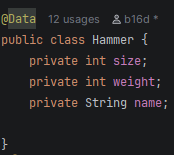 @Data 12 usages b16d *
public class Hammer {
    private int size;
    private int weight;
    private String name;
}